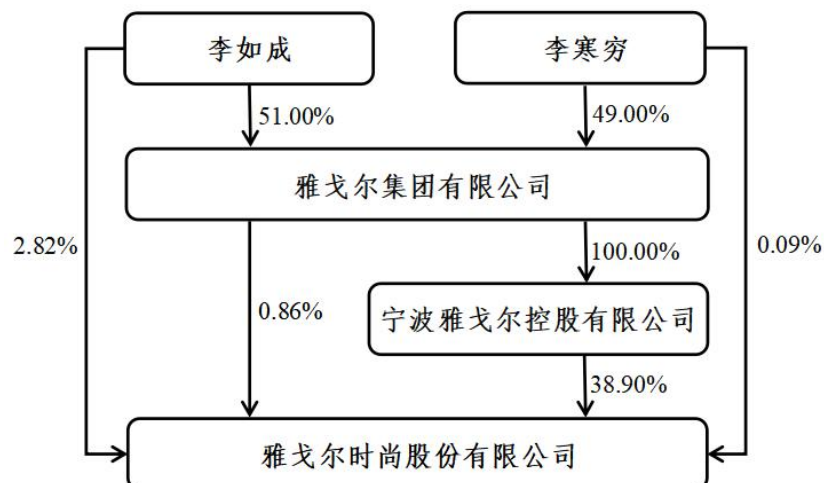 李如成
李寒穷
51.00%
49.00%
雅戈尔集团有限公司
2.82%
100.00%
0.09%
0.86%
宁波雅戈尔控股有限公司
38.90%
雅戈尔时尚股份有限公司